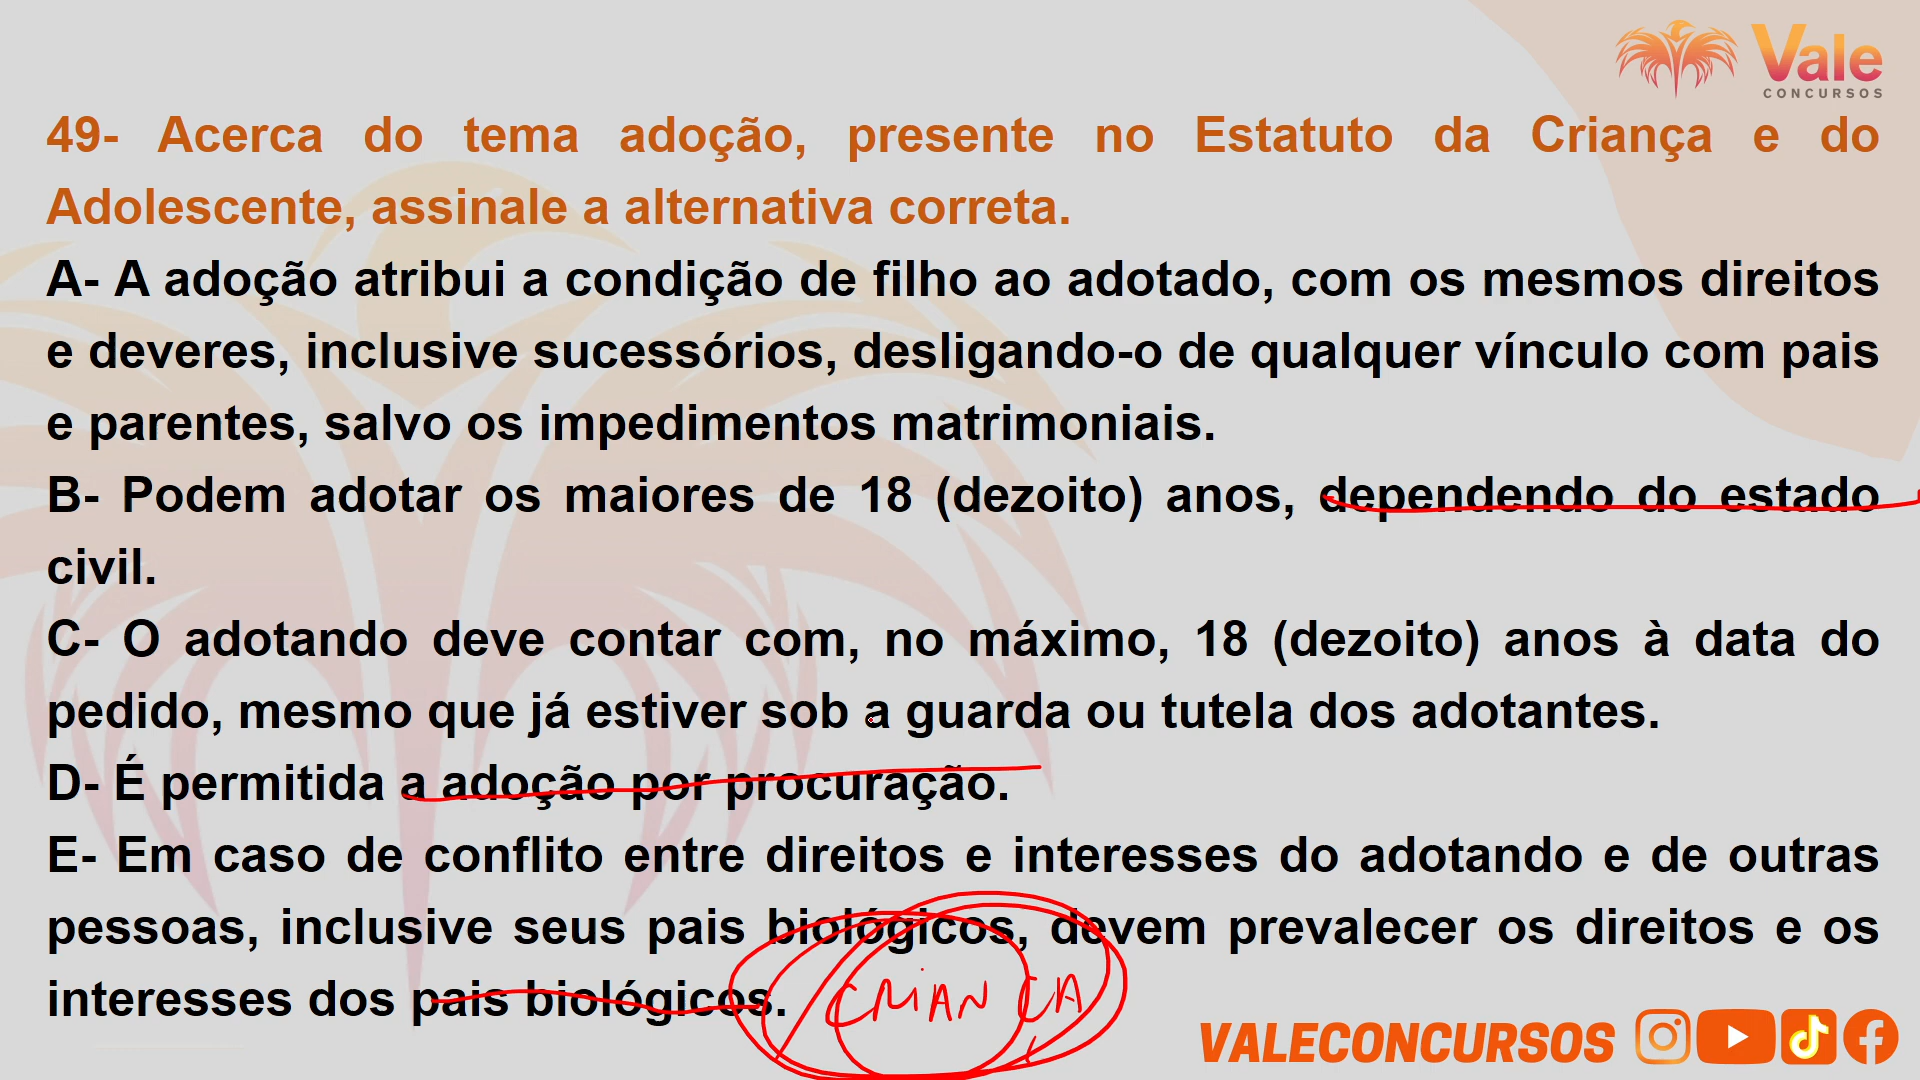 Vale
CONCURSOS
49- Acerca do tema adoção, presente no Estatuto da Criança e do
Adolescente, assinale a alternativa correta.
A- A adoção atribui a condição de filho ao adotado, com os mesmos direitos
e deveres, inclusive sucessórios, desligando-o de qualquer vínculo com pais
e parentes, salvo os impedimentos matrimoniais.
B- Podem adotar os maiores de 18 (dezoito) anos, dependendo do estado
civil.
C- O adotando deve contar com, no máximo, 18 (dezoito) anos à data do
pedido, mesmo que já estiver sob a guarda ou tutela dos adotantes.
D- É permitida a adoção por procuração.
E- Em caso de conflito entre direitos e interesses do adotando e de outras
pessoas, inclusive seus pais biológicos, devem prevalecer os direitos e os
interesses dos pais biológicos.
CRIANÇA
VALECONCURSOS